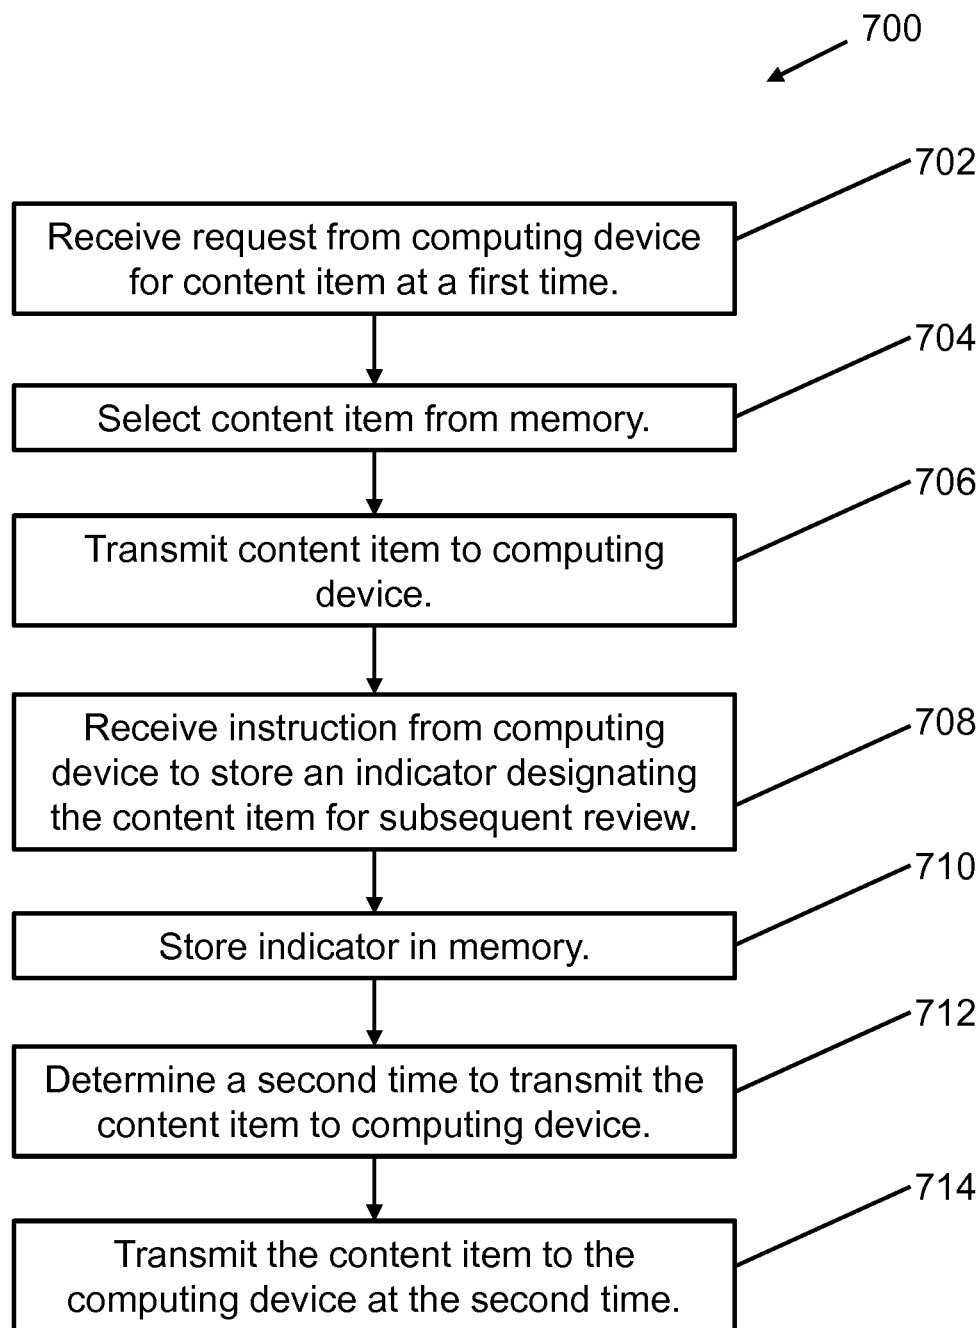 700
702
Receive request from computing device
for content item at a first time.
704
Select content item from memory.
706
Transmit content item to computing
device.
708
Receive instruction from computing
device to store an indicator designating
the content item for subsequent review.
710
Store indicator in memory.
712
Determine a second time to transmit the
content item to computing device.
714
Transmit the content item to the
computing device at the second time.